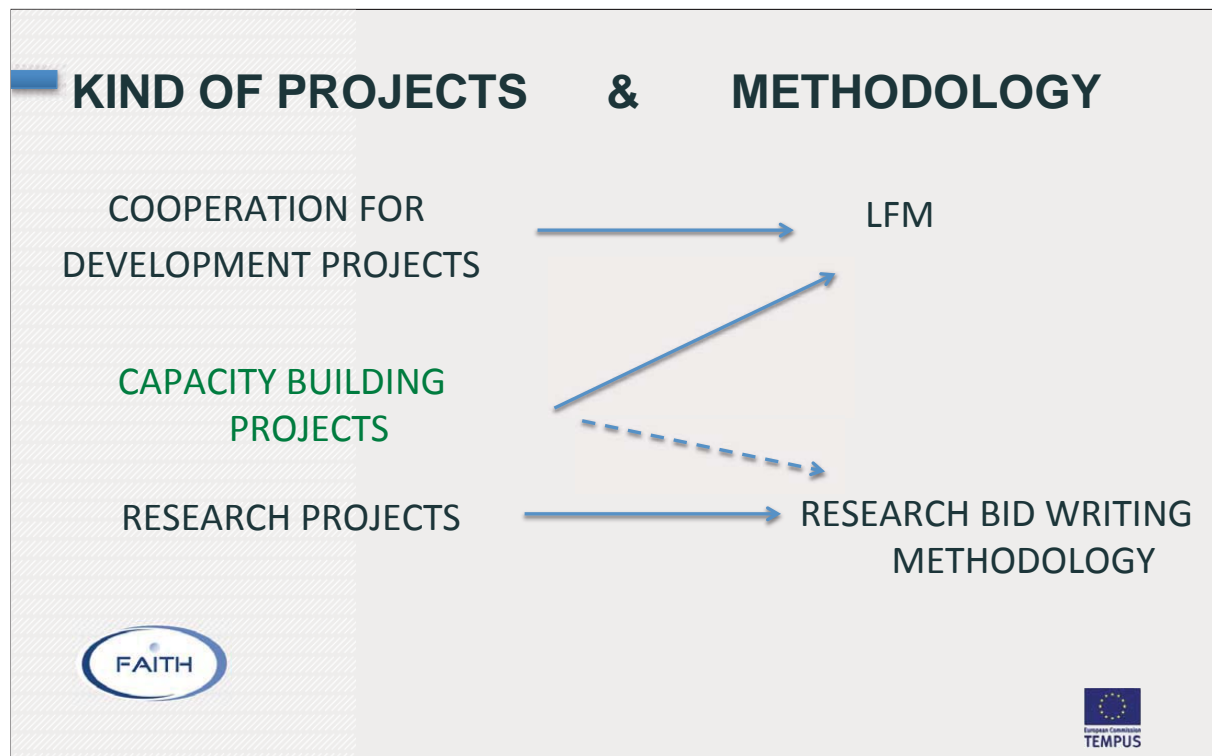 KIND OF PROJECTS & METHODOLOGY
COOPERATION FOR
DEVELOPMENT PROJECTS
LFM
CAPACITY BUILDING
PROJECTS
RESEARCH PROJECTS
RESEARCH BID WRITING
METHODOLOGY
FAITH
European Commission
TEMPUS